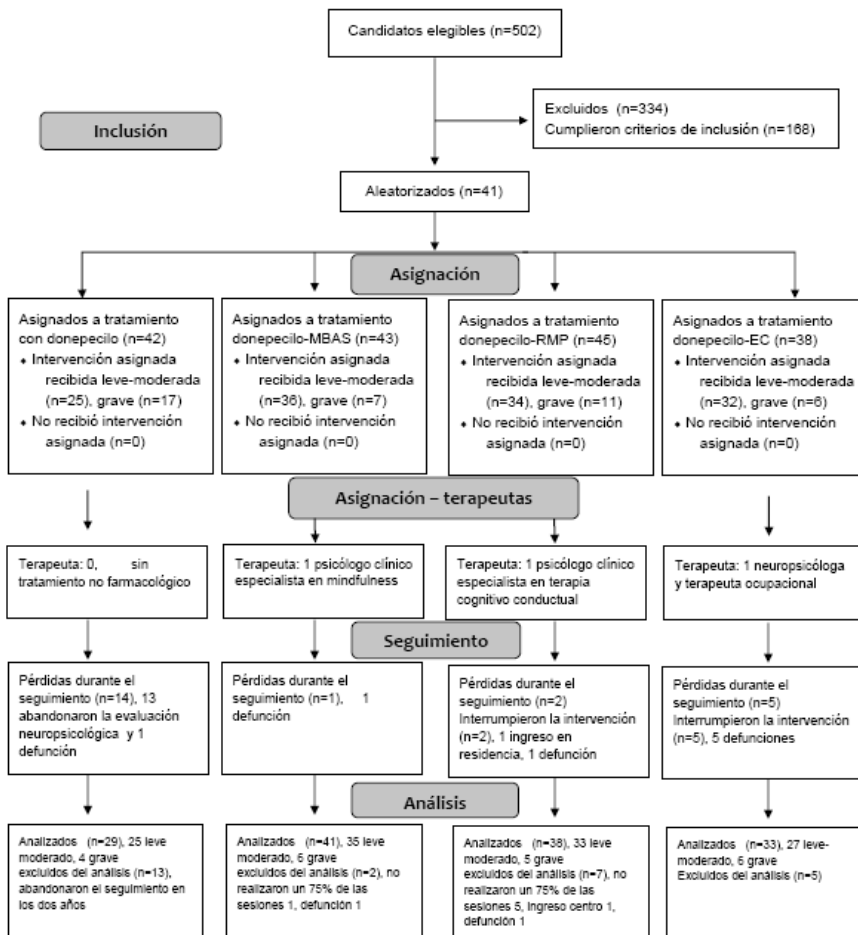 Candidatos elegibles (n=502)
Excluidos (n=334)
Cumplieron criterios de inclusión (n=168)
Inclusión
Aleatorizados (n=41)
Asignación
Asignados a tratamiento
con donepecilo (n=42)
♦ Intervención asignada
recibida leve-moderada
(n=25), grave (n=17)
♦ No recibió intervención
asignada (n=0)
Asignados a tratamiento
donepecilo-MBAS (n=43)
♦ Intervención asignada
recibida leve-moderada
(n=36), grave (n=7)
♦ No recibió intervención
asignada (n=0)
Asignados a tratamiento
donepecilo-RMP (n=45)
♦ Intervención asignada
recibida leve-moderada
(n=34), grave (n=11)
♦ No recibió intervención
asignada (n=0)
Asignados a tratamiento
donepecilo-EC (n=38)
♦ Intervención asignada
recibida leve-moderada
(n=32), grave (n=6)
♦ No recibió intervención
asignada (n=0)
Asignación – terapeutas
Terapeuta: 0, sin
tratamiento no farmacológico
Terapeuta: 1 psicólogo clínico
especialista en mindfulness
Terapeuta: 1 psicólogo clínico
especialista en terapia
cognitivo conductual
Terapeuta: 1 neuropsicóloga
y terapeuta ocupacional
Seguimiento
Pérdidas durante el
seguimiento (n=14), 13
abandonaron la evaluación
neuropsicológica y 1
defunción
Pérdidas durante el
seguimiento (n=1), 1
defunción
Pérdidas durante el
seguimiento (n=2)
Interrumpieron la intervención
(n=2), 1 ingreso en
residencia, 1 defunción
Pérdidas durante el
seguimiento (n=5)
Interrumpieron la intervención
(n=5), 5 defunciones
Análisis
Analizados (n=29), 25 leve
moderado, 4 grave
excluidos del análisis (n=13),
abandonaron el seguimiento en
los dos años
Analizados (n=41), 35 leve
moderado, 6 grave
excluidos del análisis (n=2), no
realizaron un 75% de las
sesiones 1, defunción 1
Analizados (n=38), 33 leve
moderado, 5 grave
excluidos del análisis (n=7), no
realizaron un 75% de las
sesiones 5, ingreso centro 1,
defunción 1
Analizados (n=33), 27 leve-
moderado, 6 grave
Excluidos del análisis (n=5)